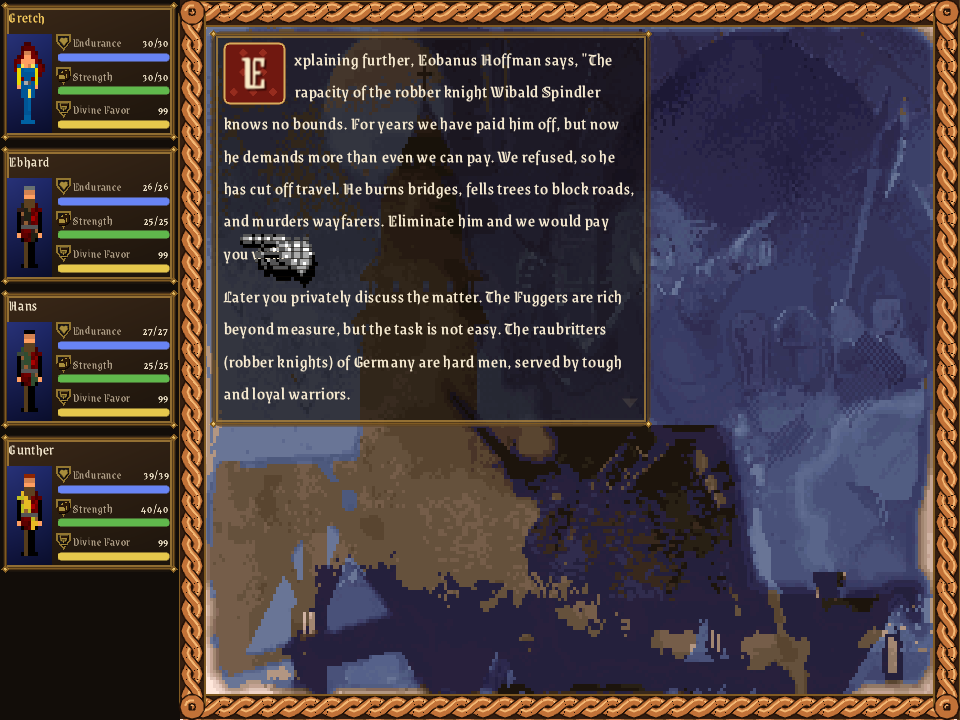 Gretch
Endurance 30/30
Strength 30/30
Divine Favor 99
Ebhard
Endurance 26/26
Strength 25/25
Divine Favor 99
Hans
Endurance 27/27
Strength 25/25
Divine Favor 99
Gunther
Endurance 39/39
Strength 40/40
Divine Favor 99
Explaining further, Eobanus Hoffman says, "The
rapacity of the robber knight Wibald Spindler
knows no bounds. For years we have paid him off, but now
he demands more than even we can pay. We refused, so he
has cut off travel. He burns bridges, fells trees to block roads,
and murders wayfarers. Eliminate him and we would pay
you
Later you privately discuss the matter. The Fuggers are rich
beyond measure, but the task is not easy. The raubritters
(robber knights) of Germany are hard men, served by tough
and loyal warriors.